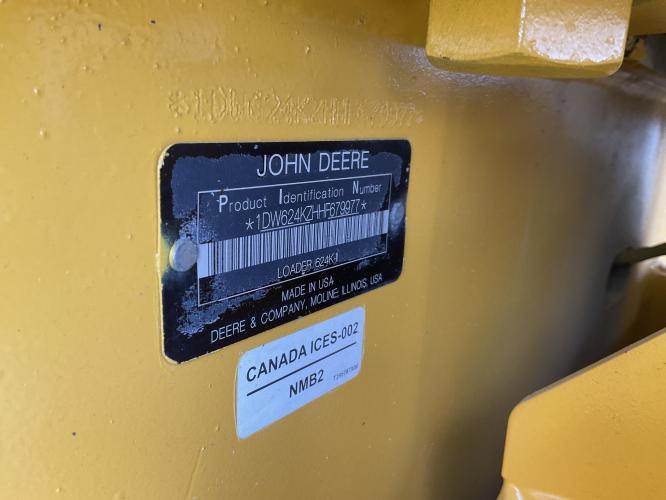 JOHN DEERE
Product Identification Number
*1DW624KZHHF679977*
LOADER 624K-II
MADE IN USA
DEERE & COMPANY, MOLINE, ILLINOIS, USA
CANADA ICES-002
NMB2